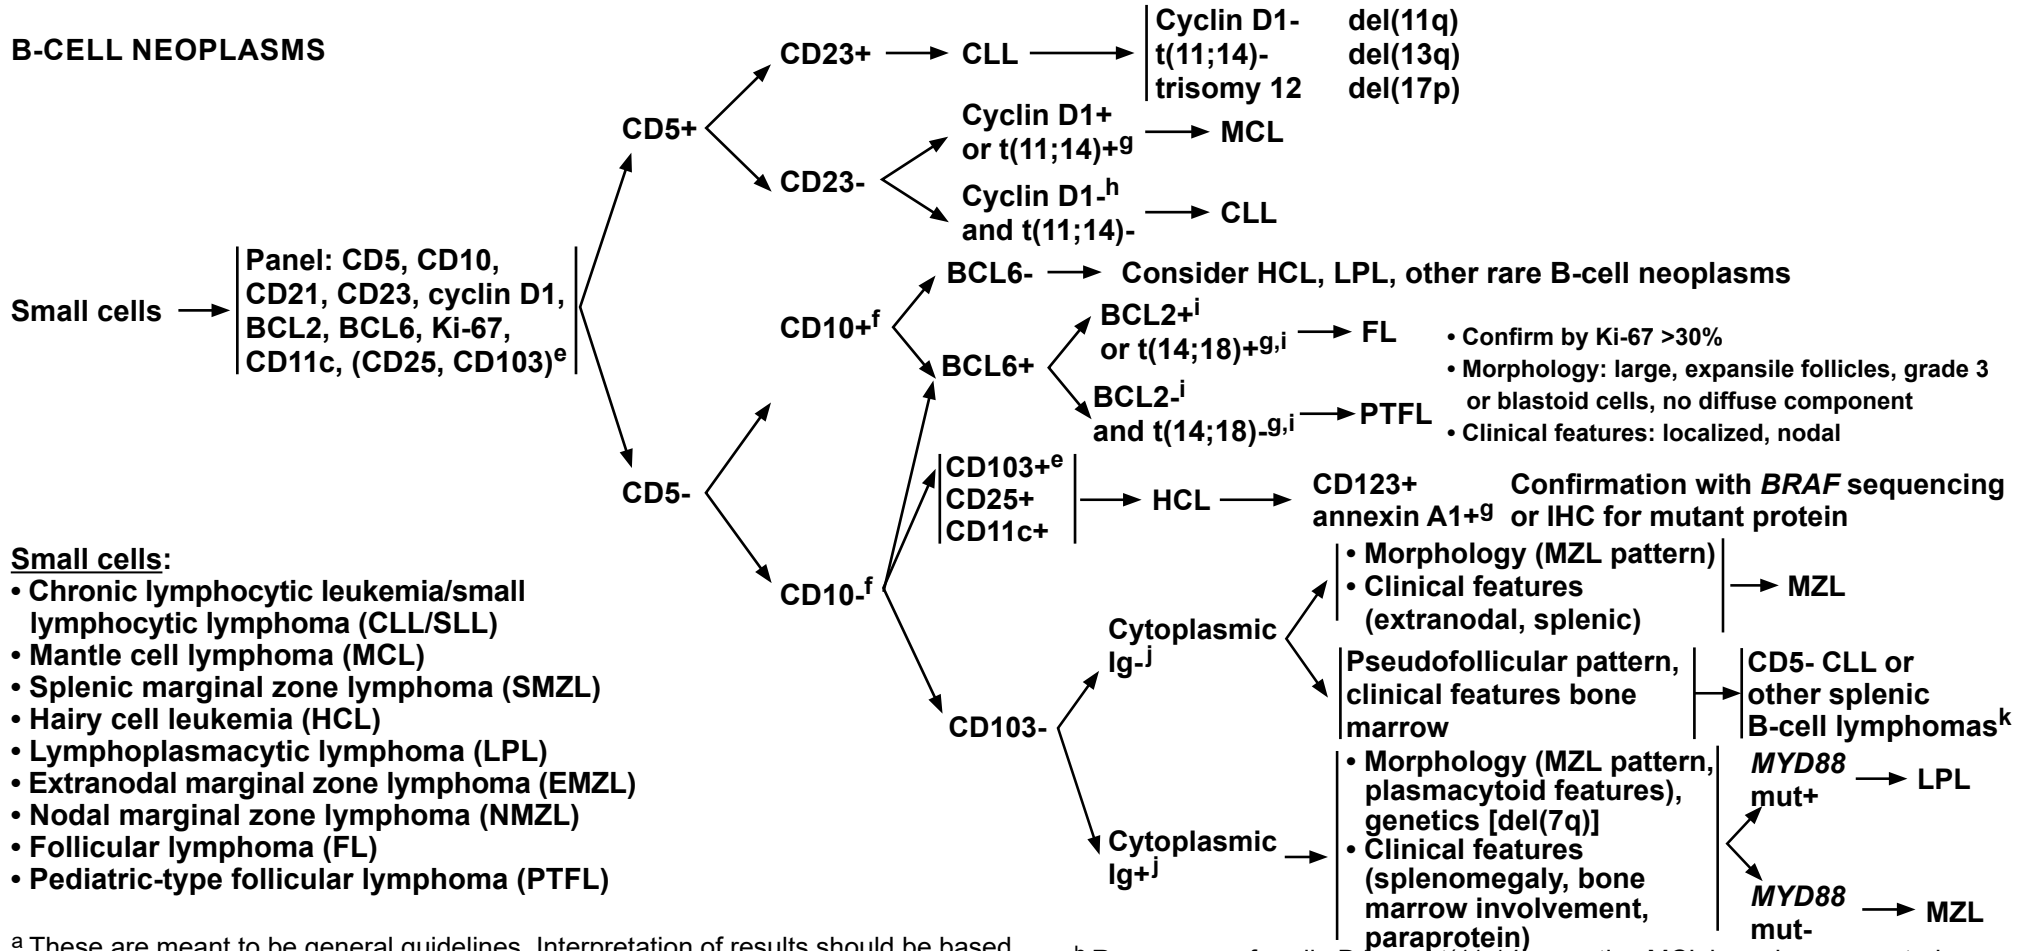 B-CELL NEOPLASMS
Small cells
Panel: CD5, CD10,
CD21, CD23, cyclin D1,
BCL2, BCL6, Ki-67,
CD11c, (CD25, CD103)e
CD5+
CD23+
CLL
Cyclin D1- del(11q)
t(11;14)- del(13q)
trisomy 12 del(17p)
CD23-
Cyclin D1+
or t(11;14)+g
MCL
Cyclin D1-h
and t(11;14)-
CLL
CD5-
CD10+f
BCL6-
Consider HCL, LPL, other rare B-cell neoplasms
BCL6+
BCL2+i
or t(14;18)+g,i
FL
BCL2-i
and t(14;18)-g,i
PTFL
• Confirm by Ki-67 >30%
• Morphology: large, expansile follicles, grade 3
or blastoid cells, no diffuse component
• Clinical features: localized, nodal
CD10-f
CD103+e
CD25+
CD11c+
HCL
CD123+
annexin A1+g
Confirmation with BRAF sequencing
or IHC for mutant protein
CD103-
Cytoplasmic
Ig-j
• Morphology (MZL pattern)
• Clinical features
(extranodal, splenic)
MZL
Pseudofollicular pattern,
clinical features bone
marrow
CD5- CLL or
other splenic
B-cell lymphomask
Cytoplasmic
Ig+j
• Morphology (MZL pattern,
plasmacytoid features),
genetics [del(7q)]
• Clinical features
(splenomegaly, bone
marrow involvement,
paraprotein)
MYD88
mut+
LPL
MYD88
mut-
MZL
Small cells:
• Chronic lymphocytic leukemia/small
lymphocytic lymphoma (CLL/SLL)
• Mantle cell lymphoma (MCL)
• Splenic marginal zone lymphoma (SMZL)
• Hairy cell leukemia (HCL)
• Lymphoplasmacytic lymphoma (LPL)
• Extranodal marginal zone lymphoma (EMZL)
• Nodal marginal zone lymphoma (NMZL)
• Follicular lymphoma (FL)
• Pediatric-type follicular lymphoma (PTFL)
a These are meant to be general guidelines. Interpretation of results should be based